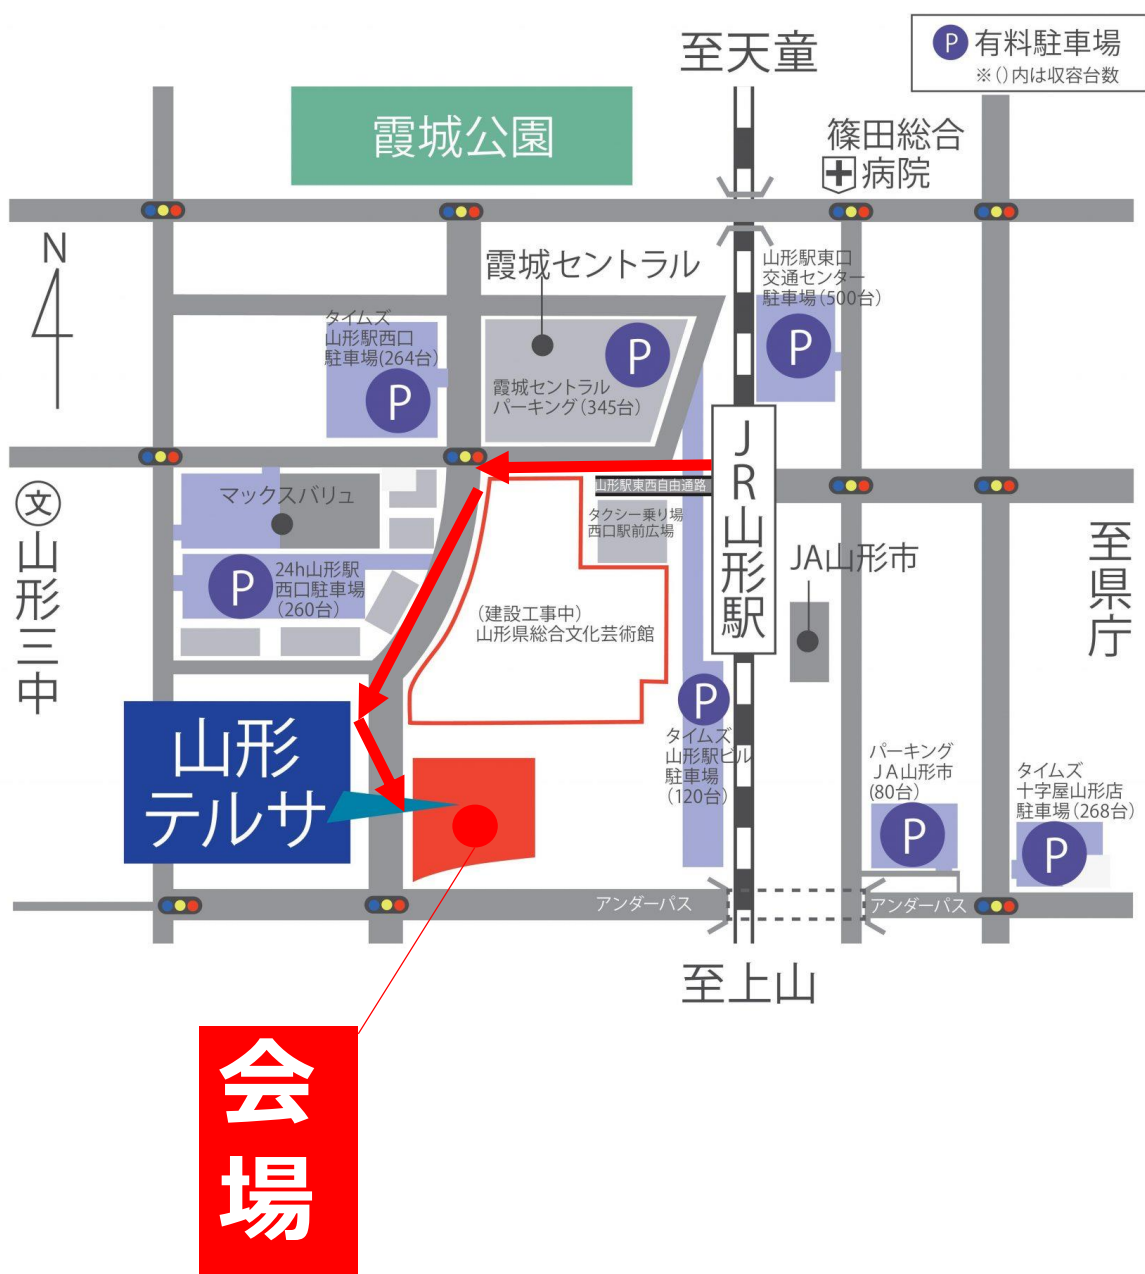 至天童
P 有料駐車場
※()内は収容台数
霞城公園
篠田総合
病院
N
霞城セントラル
山形駅東口
交通センター
駐車場(500台)
P
タイムズ
山形駅西口
駐車場(264台)
P
P
霞城セントラル
パーキング(345台)
JR山形駅
山形駅東西自由通路
マックスバリュ
タクシー乗り場
西口駅前広場
文
山形三中
P
24h山形駅
西口駐車場
(260台)
JA山形市
至県庁
(建設工事中)
山形県総合文化芸術館
山形
テルサ
P
タイムズ
山形駅ビル
駐車場
(120台)
パーキング
JA山形市
(80台)
P
タイムズ
十字屋山形店
駐車場(268台)
P
アンダーパス
アンダーパス
至上山
会
場